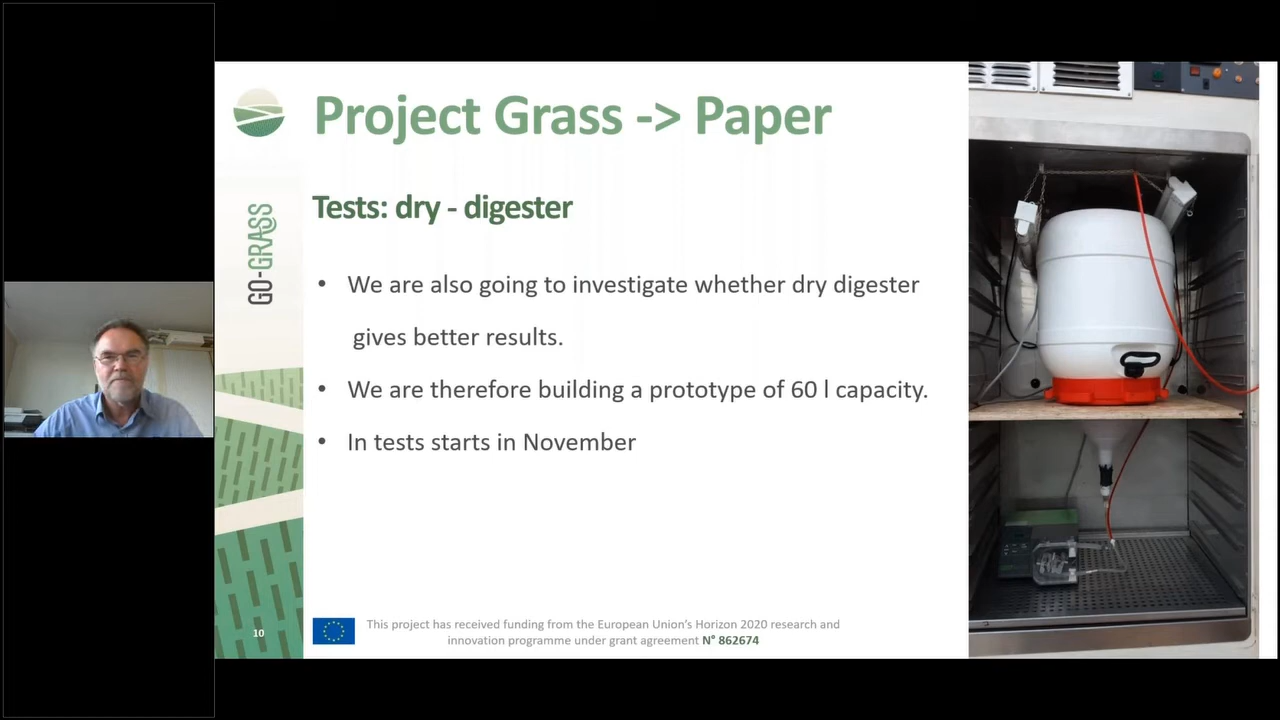 Project Grass -> Paper
GO-GRASS
Tests: dry - digester
• We are also going to investigate whether dry digester
gives better results.
• We are therefore building a prototype of 60 l capacity.
• In tests starts in November
10
This project has received funding from the European Union's Horizon 2020 research and
innovation programme under grant agreement N° 862674